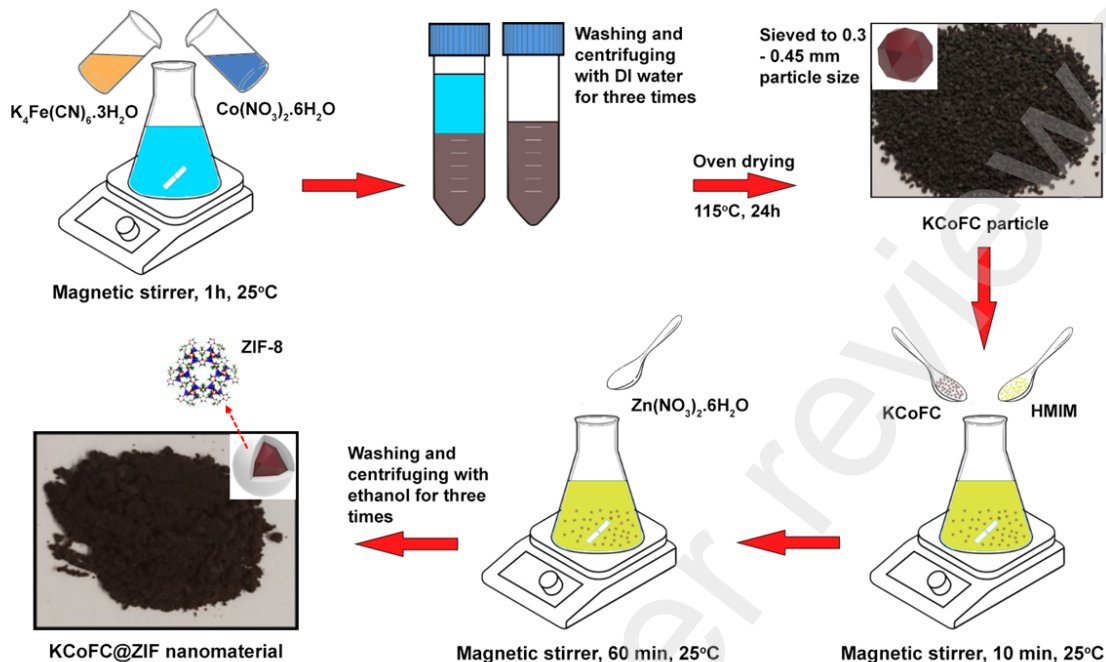 K4Fe(CN)6.3H2O
Co(NO3)2.6H2O
Magnetic stirrer, 1h, 25oC
Washing and
centrifuging
with DI water
for three times
Oven drying
115oC, 24h
Sieved to 0.3
- 0.45 mm
particle size
KCoFC particle
KCoFC
HMIM
Magnetic stirrer, 10 min, 25oC
Zn(NO3)2.6H2O
Magnetic stirrer, 60 min, 25oC
Washing and
centrifuging with
ethanol for three
times
ZIF-8
KCoFC@ZIF nanomaterial
er review